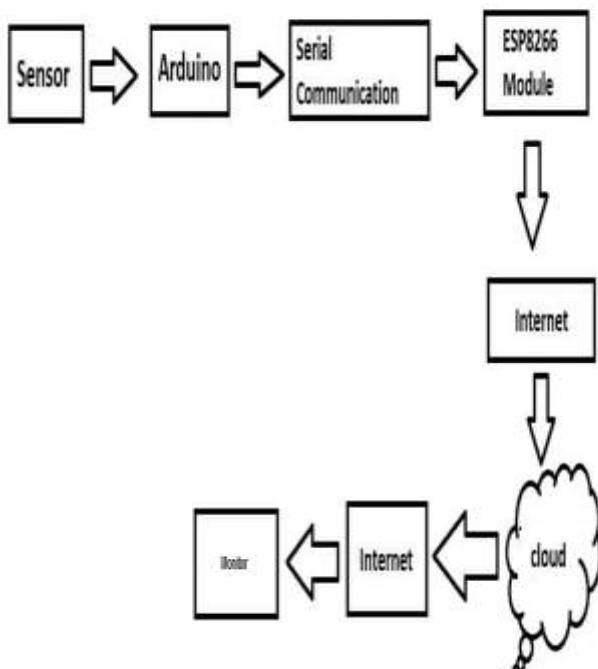 Sensor
Arduino
Serial
Communication
ESP8266
Module
Internet
cloud
Internet
Monitor